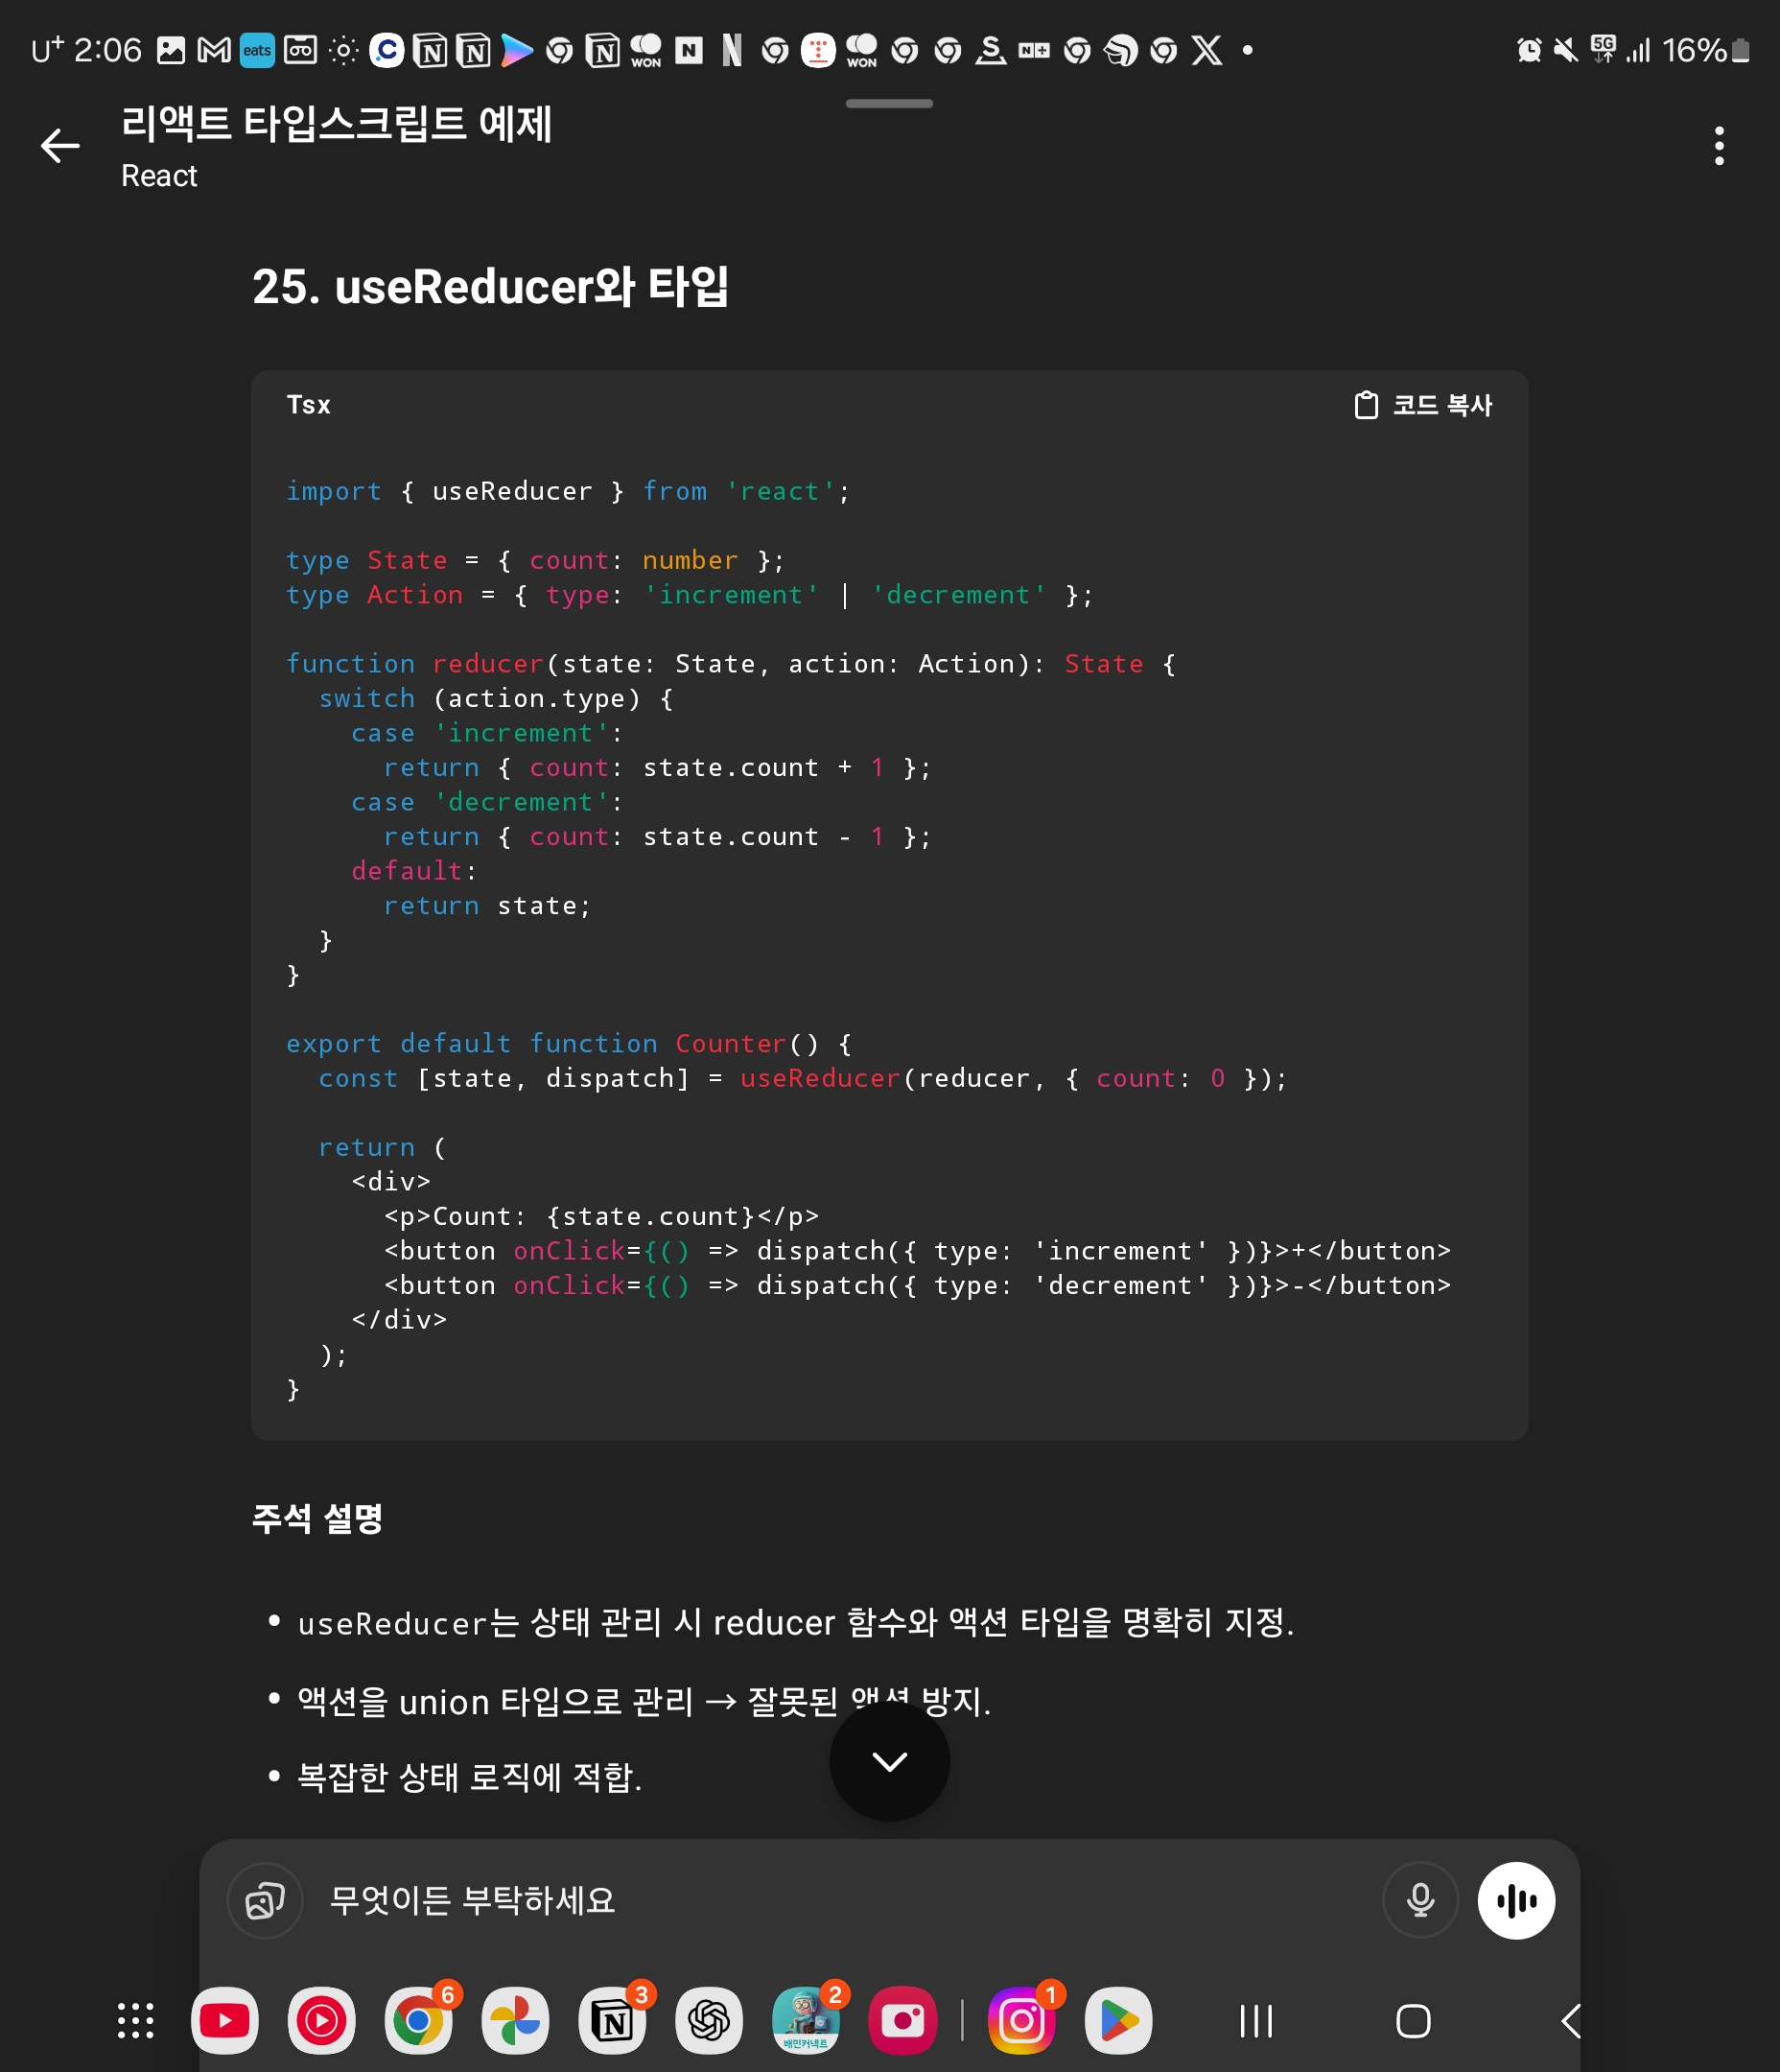 U⁺ 2:06 eats WON WON 5G 16%
리액트 타입스크립트 예제
React
25. useReducer와 타입
Tsx 코드 복사
import { useReducer } from 'react';
type State = { count: number };
type Action = { type: 'increment' | 'decrement' };
function reducer(state: State, action: Action): State {
  switch (action.type) {
    case 'increment':
      return { count: state.count + 1 };
    case 'decrement':
      return { count: state.count - 1 };
    default:
      return state;
  }
}
export default function Counter() {
  const [state, dispatch] = useReducer(reducer, { count: 0 });
  return (
    <div>
      <p>Count: {state.count}</p>
      <button onClick={() => dispatch({ type: 'increment' })}>+</button>
      <button onClick={() => dispatch({ type: 'decrement' })}>-</button>
    </div>
  );
}
주석 설명
• useReducer는 상태 관리 시 reducer 함수와 액션 타입을 명확히 지정.
• 액션을 union 타입으로 관리 → 잘못된 액션 방지.
• 복잡한 상태 로직에 적합.
무엇이든 부탁하세요
6 3 2 1
배민커넥트